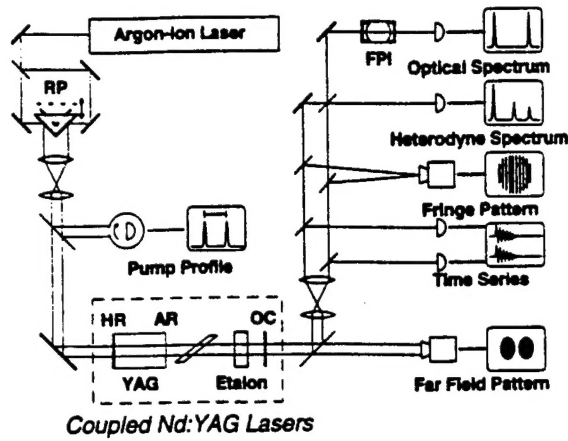 Argon-ion Laser
RP
FPI
Optical Spectrum
Heterodyne Spectrum
Fringe Pattern
Pump Profile
Time Series
HR AR OC
YAG Etalon
Far Field Pattern
Coupled Nd:YAG Lasers